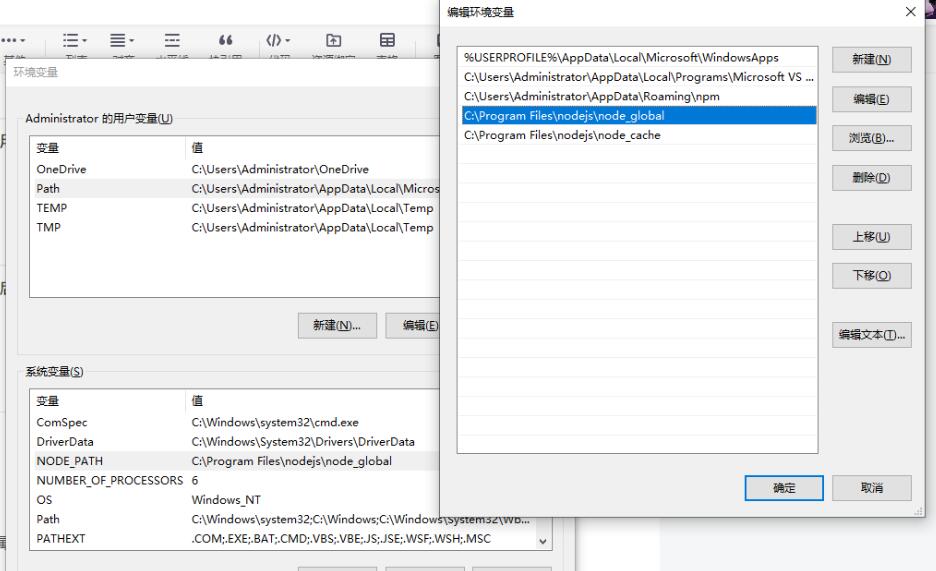 编辑环境变量
环境变量
Administrator 的用户变量(U)
变量 值
OneDrive C:\Users\Administrator\OneDrive
Path C:\Users\Administrator\AppData\Local\Micros
TEMP C:\Users\Administrator\AppData\Local\Temp
TMP C:\Users\Administrator\AppData\Local\Temp
新建(N)... 编辑(E)
系统变量(S)
变量 值
ComSpec C:\Windows\system32\cmd.exe
DriverData C:\Windows\System32\Drivers\DriverData
NODE_PATH C:\Program Files\nodejs\node_global
NUMBER_OF_PROCESSORS 6
OS Windows_NT
Path C:\Windows\system32;C:\Windows;C:\Windows\System32\Wb...
PATHEXT .COM;.EXE;.BAT;.CMD;.VBS;.VBE;.JS;.JSE;.WSF;.WSH;.MSC
%USERPROFILE%\AppData\Local\Microsoft\WindowsApps
C:\Users\Administrator\AppData\Local\Programs\Microsoft VS ...
C:\Users\Administrator\AppData\Roaming\npm
C:\Program Files\nodejs\node_global
C:\Program Files\nodejs\node_cache
新建(N)
编辑(E)
浏览(B)...
删除(D)
上移(U)
下移(O)
编辑文本(T)...
确定 取消